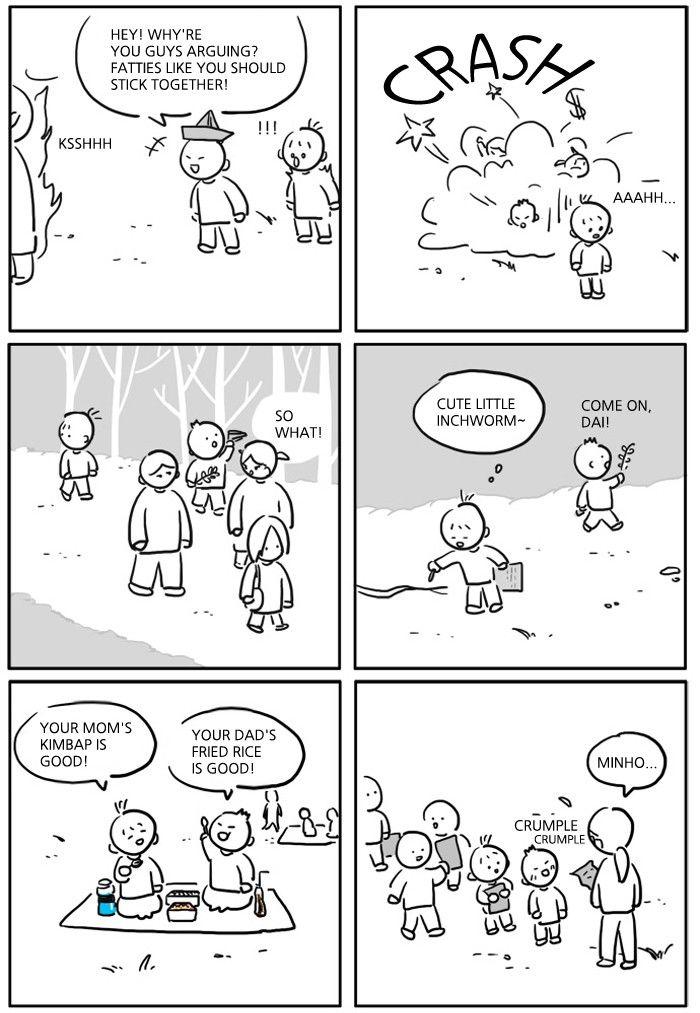 HEY! WHY'RE
YOU GUYS ARGUING?
FATTIES LIKE YOU SHOULD
STICK TOGETHER!
KSSHHH
!!!
CRASH
$
AAAHH...
SO
WHAT!
CUTE LITTLE
INCHWORM~
COME ON,
DAI!
YOUR MOM'S
KIMBAP IS
GOOD!
YOUR DAD'S
FRIED RICE
IS GOOD!
MINHO...
CRUMPLE
CRUMPLE